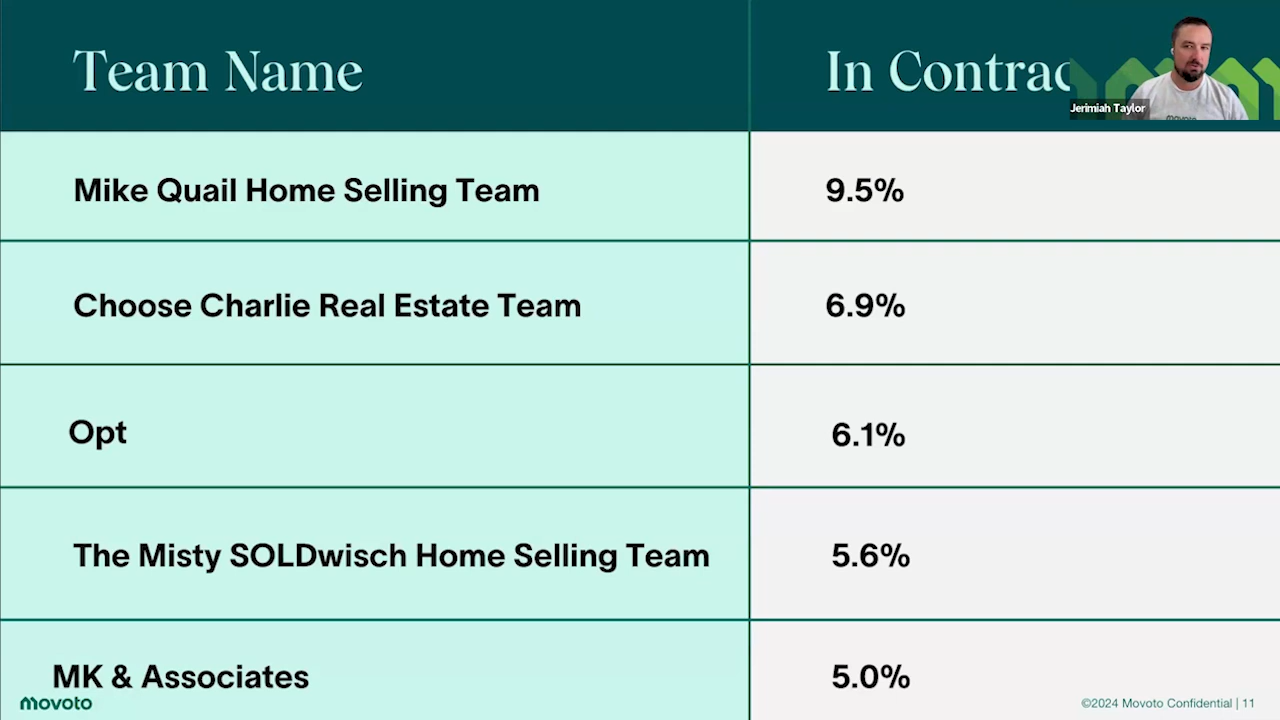 Team Name In Contrac
Jerimiah Taylor
Mike Quail Home Selling Team 9.5%
Choose Charlie Real Estate Team 6.9%
Opt 6.1%
The Misty SOLDwisch Home Selling Team 5.6%
MK & Associates 5.0%
movoto ©2024 Movoto Confidential | 11